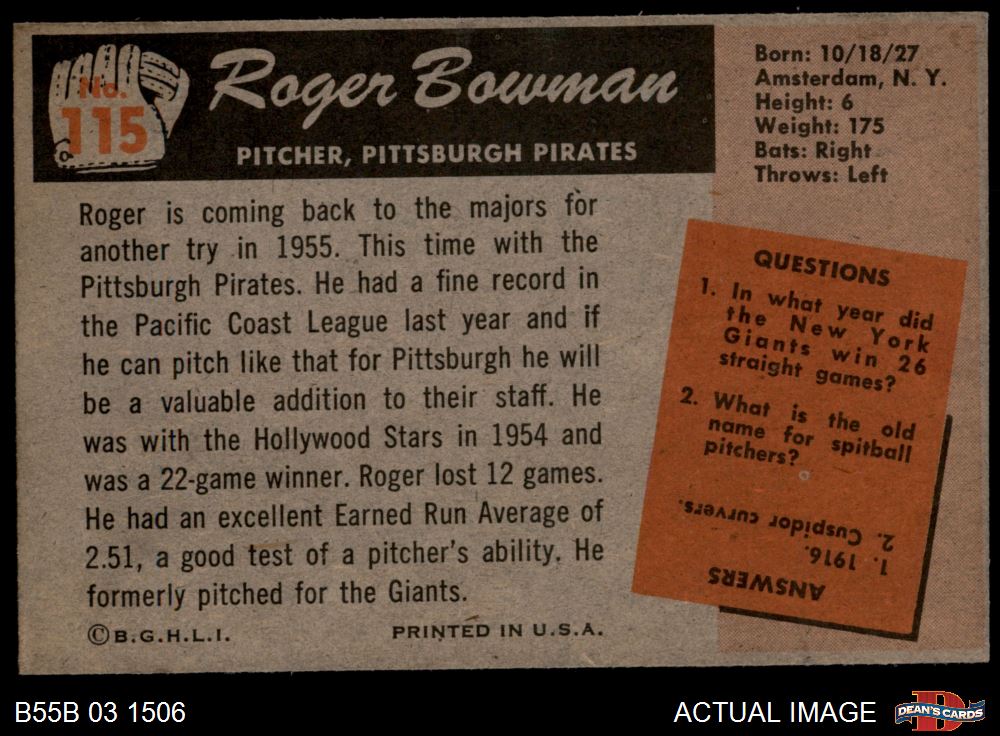 No.
115
Roger Bowman
PITCHER, PITTSBURGH PIRATES
Roger is coming back to the majors for
another try in 1955. This time with the
Pittsburgh Pirates. He had a fine record in
the Pacific Coast League last year and if
he can pitch like that for Pittsburgh he will
be a valuable addition to their staff. He
was with the Hollywood Stars in 1954 and
was a 22-game winner. Roger lost 12 games.
He had an excellent Earned Run Average of
2.51, a good test of a pitcher's ability. He
formerly pitched for the Giants.
©B.G.H.L.I.
PRINTED IN U.S.A.
Born: 10/18/27
Amsterdam, N. Y.
Height: 6
Weight: 175
Bats: Right
Throws: Left
QUESTIONS
1. In what year did
the New York
Giants win 26
straight games?
2. What is the old
name for spitball
pitchers?
ANSWERS
1. 1916.
2. Cuspidor curvers.
B55B 03 1506
ACTUAL IMAGE
DEAN'S CARDS